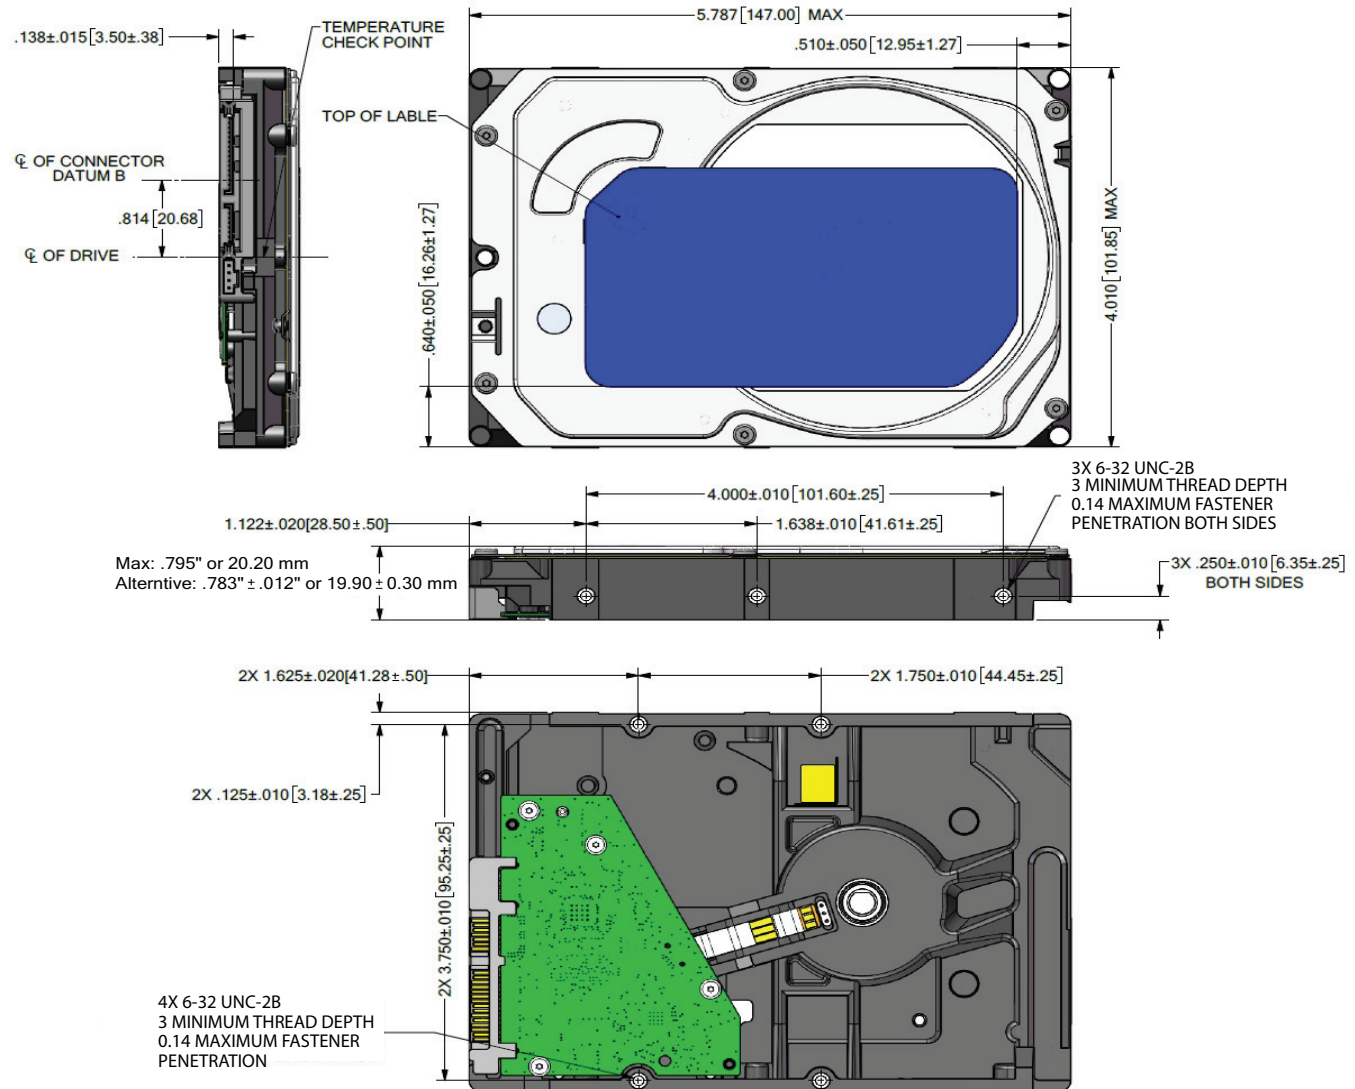 5.787[147.00] MAX
.138±.015[3.50±.38]
TEMPERATURE
CHECK POINT
.510±.050[12.95±1.27]
TOP OF LABLE
℄ OF CONNECTOR
DATUM B
.814[20.68]
℄ OF DRIVE
.640±.050[16.26±1.27]
4.010[101.85] MAX
3X 6-32 UNC-2B
3 MINIMUM THREAD DEPTH
0.14 MAXIMUM FASTENER
PENETRATION BOTH SIDES
4.000±.010[101.60±.25]
1.122±.020[28.50±.50]
1.638±.010[41.61±.25]
Max: .795" or 20.20 mm
Alterntive: .783" ± .012" or 19.90 ± 0.30 mm
3X .250±.010[6.35±.25]
BOTH SIDES
2X 1.625±.020[41.28±.50]
2X 1.750±.010[44.45±.25]
2X .125±.010[3.18±.25]
2X 3.750±.010[95.25±.25]
4X 6-32 UNC-2B
3 MINIMUM THREAD DEPTH
0.14 MAXIMUM FASTENER
PENETRATION